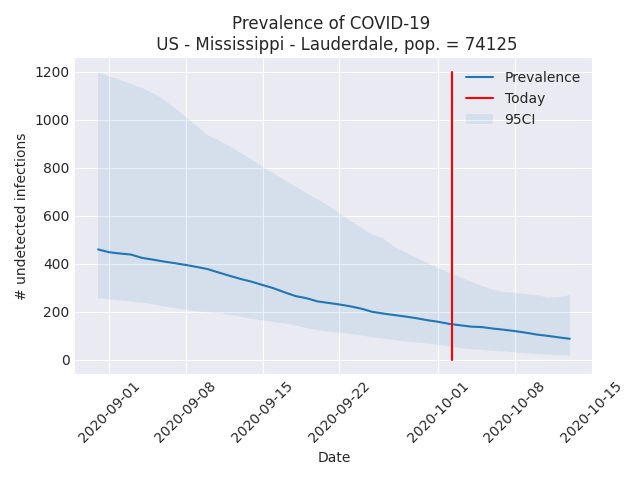 Prevalence of COVID-19
US - Mississippi - Lauderdale, pop. = 74125
1200
1000
800
600
400
200
0
# undetected infections
Prevalence
Today
95CI
2020-09-01
2020-09-08
2020-09-15
2020-09-22
2020-10-01
2020-10-08
2020-10-15
Date